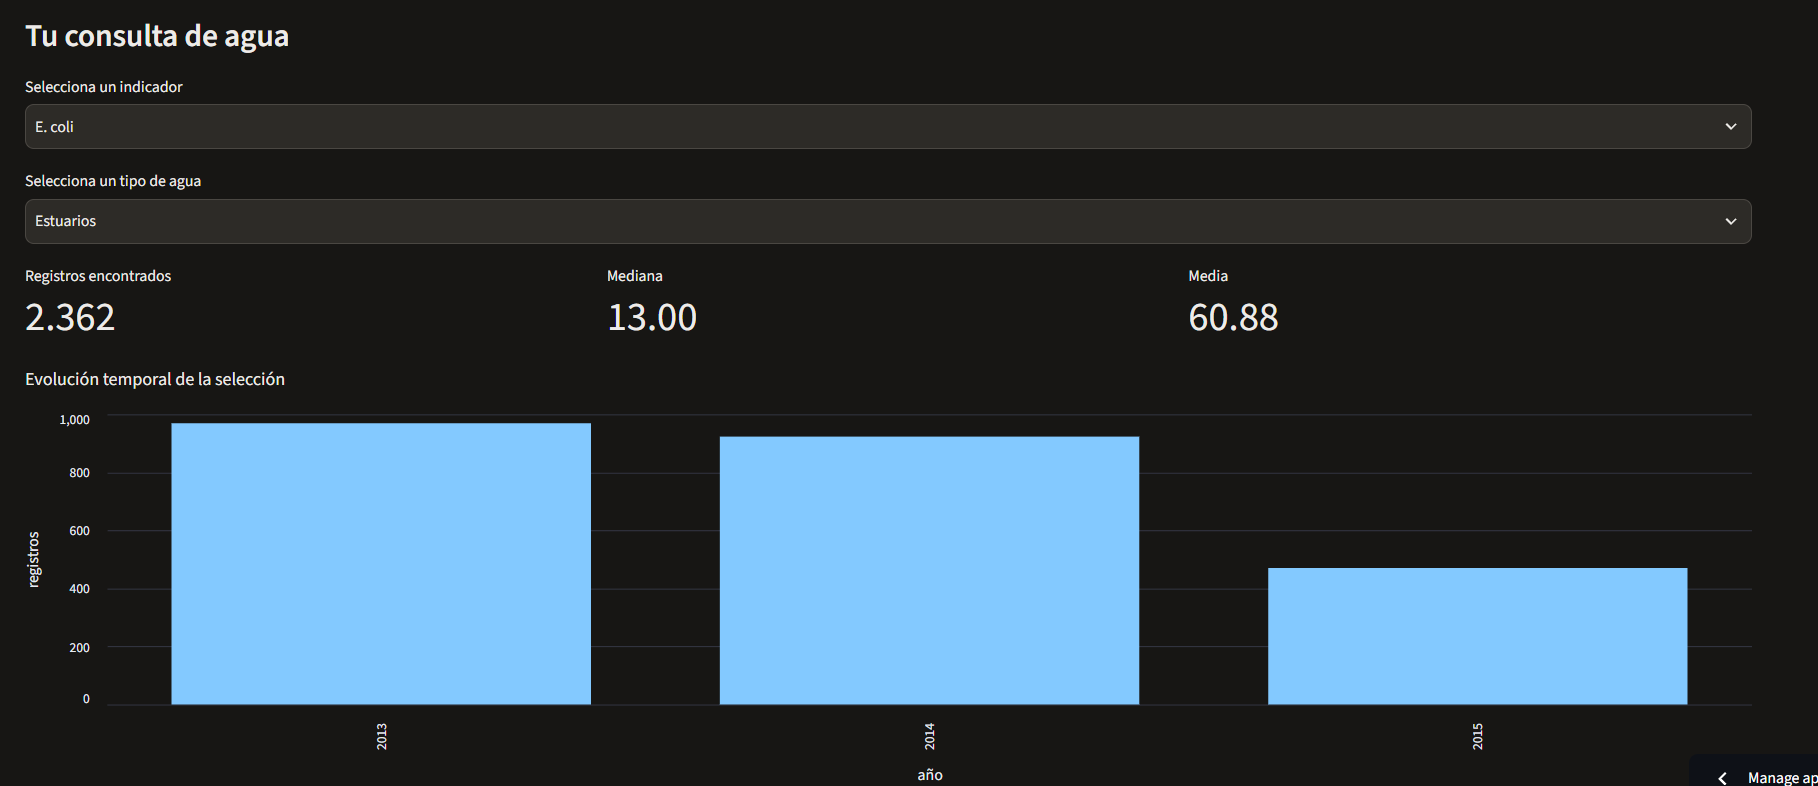 Tu consulta de agua
Selecciona un indicador
E. coli
Selecciona un tipo de agua
Estuarios
Registros encontrados
2.362
Mediana
13.00
Media
60.88
Evolución temporal de la selección
1,000
800
600
400
200
0
registros
2013
2014
2015
año
Manage